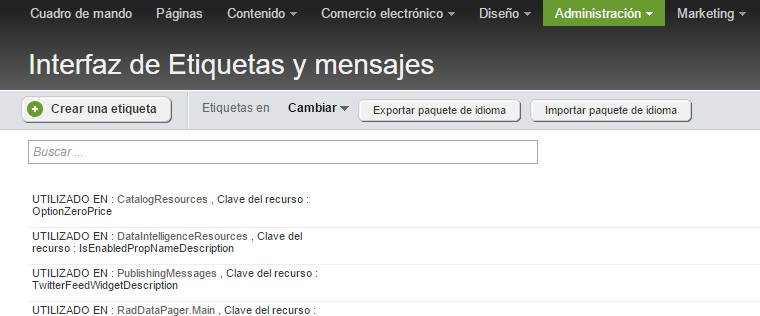 Cuadro de mando Páginas Contenido Comercio electrónico Diseño Administración Marketing
Interfaz de Etiquetas y mensajes
Crear una etiqueta Etiquetas en Cambiar Exportar paquete de idioma Importar paquete de idioma
Buscar ...
UTILIZADO EN : CatalogResources , Clave del recurso :
OptionZeroPrice
UTILIZADO EN : DataIntelligenceResources , Clave del
recurso : IsEnabledPropNameDescription
UTILIZADO EN : PublishingMessages , Clave del recurso :
TwitterFeedWidgetDescription
UTILIZADO EN : RadDataPager.Main , Clave del recurso :